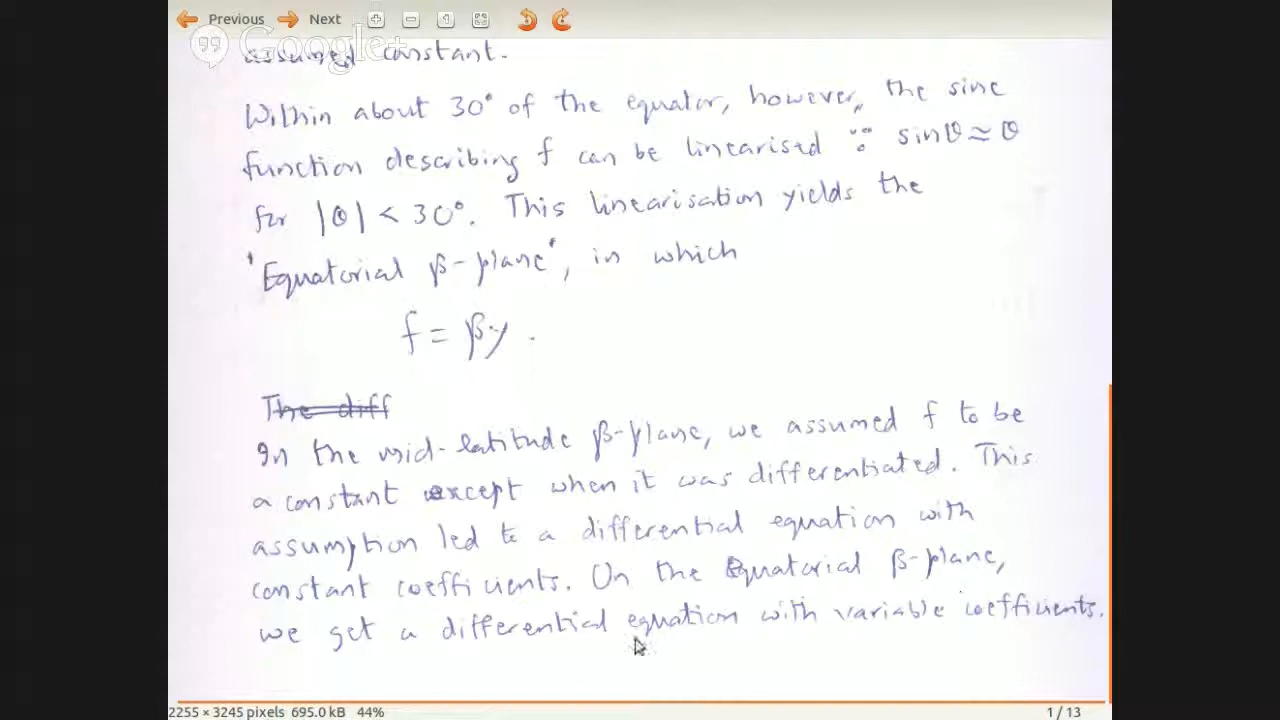 Previous Next
Google+
assumed constant.
Within about 30° of the equator, however, the sine
function describing f can be linearised ∵ sinθ ≈ θ
for |θ| < 30°. This linearisation yields the
'Equatorial β-plane', in which
f = βy.
The diff
In the mid-latitude β-plane, we assumed f to be
a constant except when it was differentiated. This
assumption led to a differential equation with
constant coefficients. On the Equatorial β-plane,
we get a differential equation with variable coefficients.
2255 × 3245 pixels 695.0 kB 44% 1 / 13